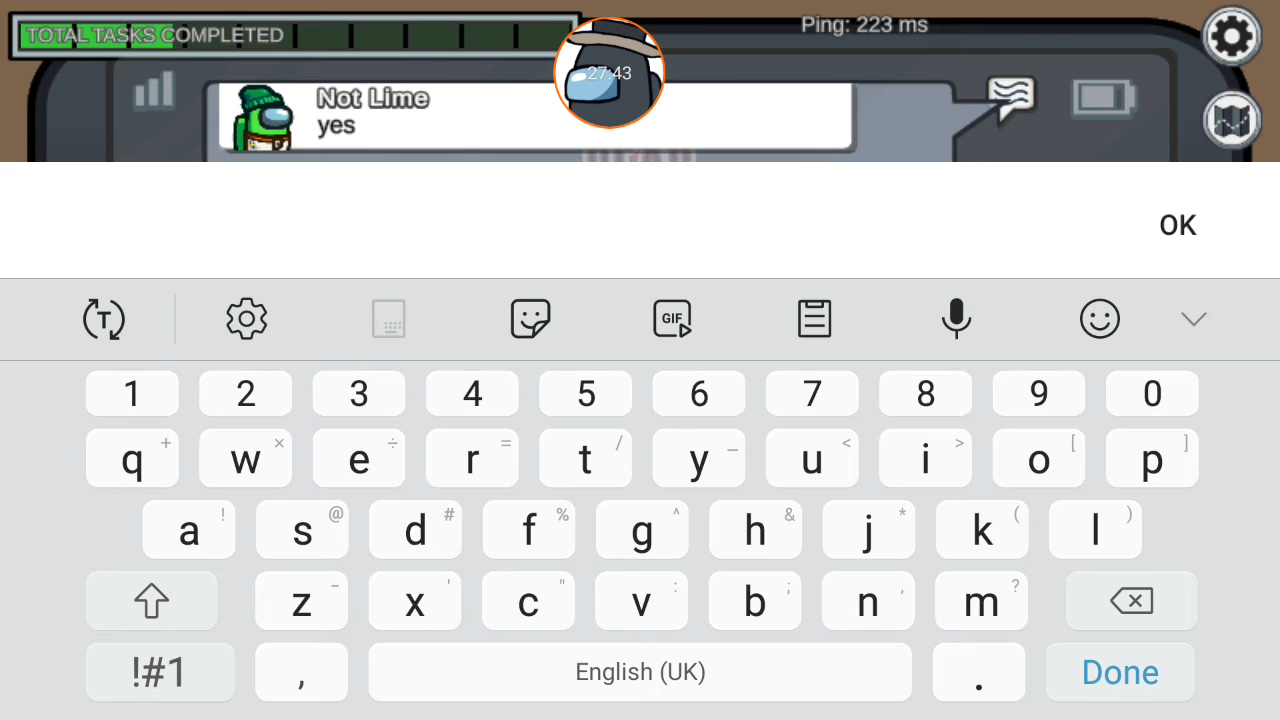 TOTAL TASKS COMPLETED
Ping: 223 ms
27:43
Not Lime
yes
OK
T
GIF
1 2 3 4 5 6 7 8 9 0
q + w × e ÷ r = t / y _ u < i > o [ p ]
a ! s @ d # f % g ^ h & j * k ( l )
z - x ' c " v : b ; n , m ?
!#1 , English (UK) . Done